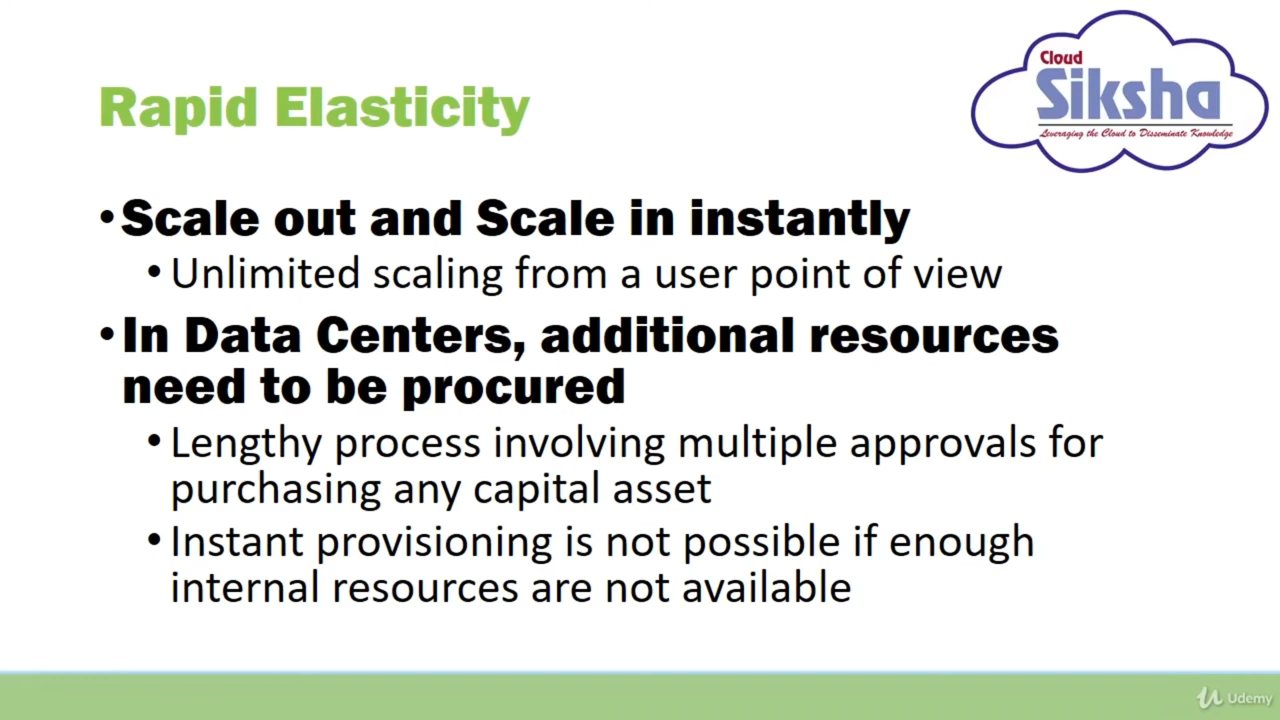 Cloud
Siksha
Leveraging the Cloud to Disseminate Knowledge
Rapid Elasticity
•Scale out and Scale in instantly
•Unlimited scaling from a user point of view
•In Data Centers, additional resources
need to be procured
•Lengthy process involving multiple approvals for
purchasing any capital asset
•Instant provisioning is not possible if enough
internal resources are not available
Udemy